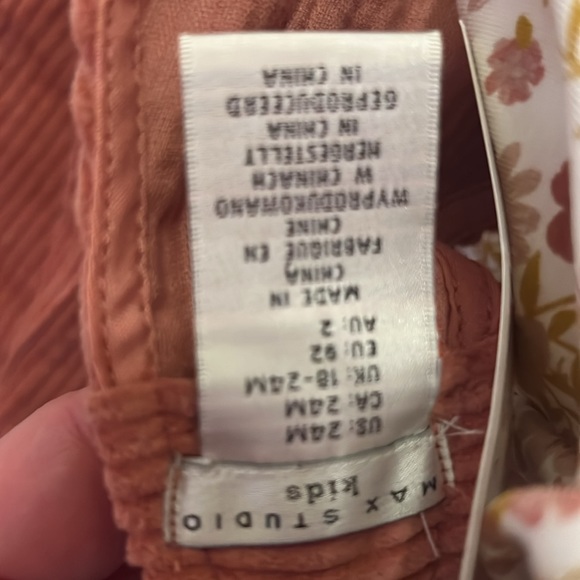 MAX STUDIO
kids
US: 24M
CA: 24M
UK: 18-24M
EU: 92
AU: 2
MADE IN
CHINA
FABRIQUE EN
CHINE
WYPRODUKOWANO
W CHINACH
HERGESTELLT
IN CHINA
GEPRODUCEERD
IN CHINA